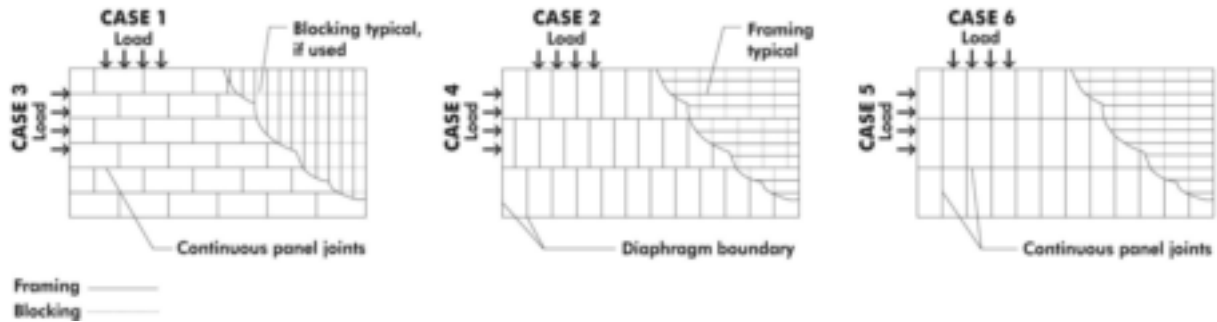 CASE 1
Load
Blocking typical,
if used
CASE 3
Load
Continuous panel joints
CASE 2
Load
Framing
typical
CASE 4
Load
Diaphragm boundary
CASE 6
Load
CASE 5
Load
Continuous panel joints
Framing
Blocking